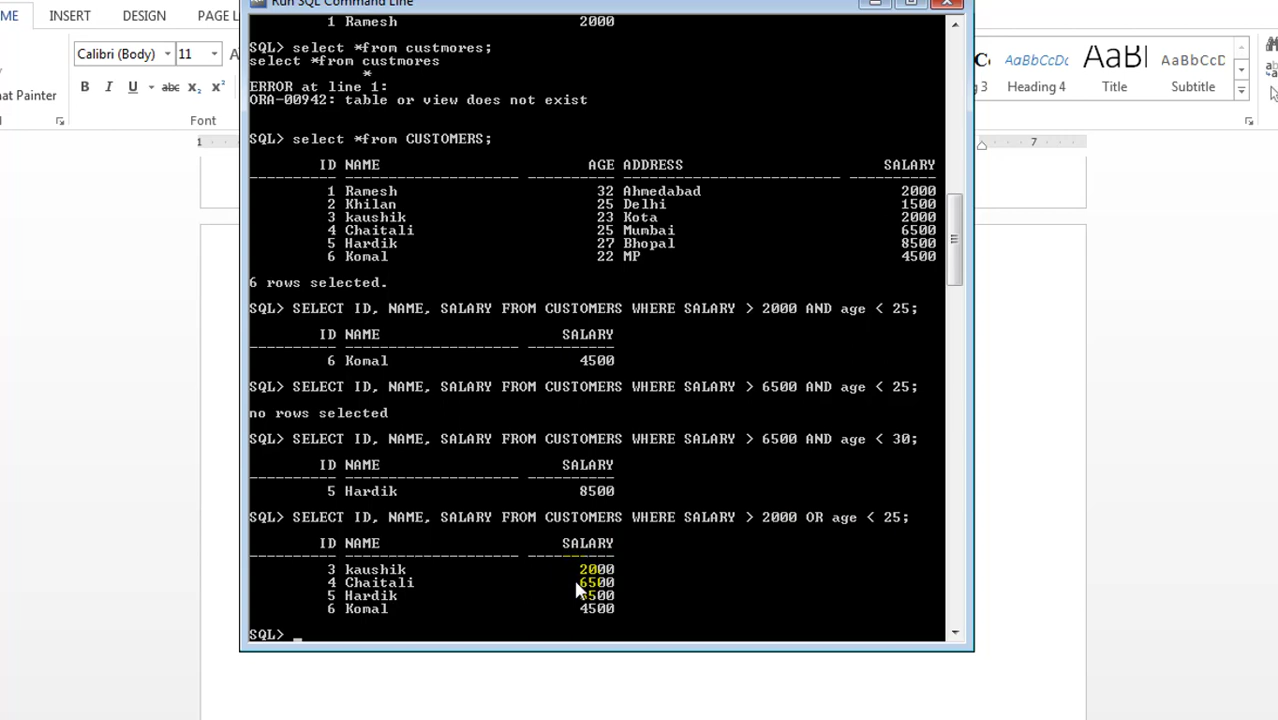 Run SQL Command Line
OME INSERT DESIGN PAGE L
1 Ramesh 2000
SQL> select *from custmores;
select *from custmores
*
ERROR at line 1:
ORA-00942: table or view does not exist
SQL> select *from CUSTOMERS;
ID NAME AGE ADDRESS SALARY
---------- -------------------- ---------- ------------------------- ----------
1 Ramesh 32 Ahmedabad 2000
2 Khilan 25 Delhi 1500
3 kaushik 23 Kota 2000
4 Chaitali 25 Mumbai 6500
5 Hardik 27 Bhopal 8500
6 Komal 22 MP 4500
6 rows selected.
SQL> SELECT ID, NAME, SALARY FROM CUSTOMERS WHERE SALARY > 2000 AND age < 25;
ID NAME SALARY
---------- -------------------- ----------
6 Komal 4500
SQL> SELECT ID, NAME, SALARY FROM CUSTOMERS WHERE SALARY > 6500 AND age < 25;
no rows selected
SQL> SELECT ID, NAME, SALARY FROM CUSTOMERS WHERE SALARY > 6500 AND age < 30;
ID NAME SALARY
---------- -------------------- ----------
5 Hardik 8500
SQL> SELECT ID, NAME, SALARY FROM CUSTOMERS WHERE SALARY > 2000 OR age < 25;
ID NAME SALARY
---------- -------------------- ----------
3 kaushik 2000
4 Chaitali 6500
5 Hardik 8500
6 Komal 4500
SQL> _
Calibri (Body) 11
B I U abc x₂ x²
mat Painter
Font
AaBbCcDc AaB AaBbCcD
g 3 Heading 4 Title Subtitle
1 7